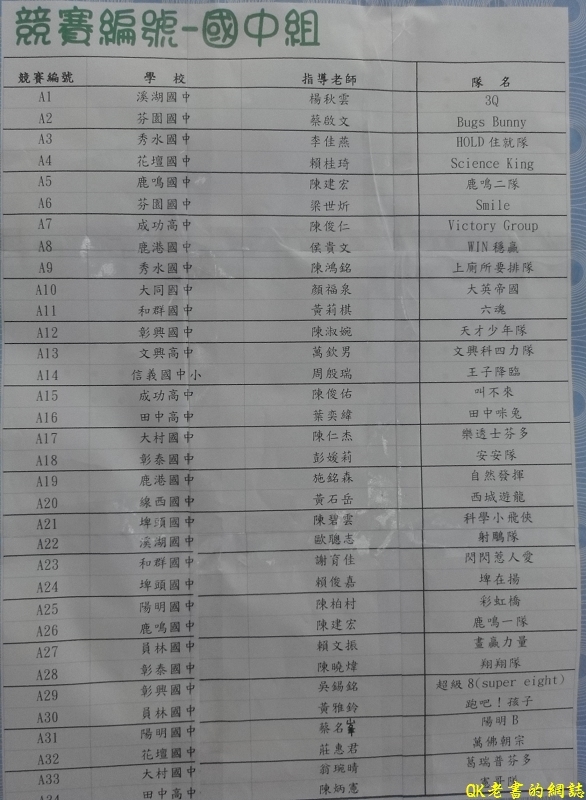 競賽編號-國中組
競賽編號 學 校 指導老師 隊 名
A1 溪湖國中 楊秋雲 3Q
A2 芬園國中 蔡啟文 Bugs Bunny
A3 秀水國中 李佳燕 HOLD住就隊
A4 花壇國中 賴桂琦 Science King
A5 鹿鳴國中 陳建宏 鹿鳴二隊
A6 芬園國中 梁世炘 Smile
A7 成功高中 陳俊仁 Victory Group
A8 鹿港國中 侯貴文 WIN穩贏
A9 秀水國中 陳鴻銘 上廁所要排隊
A10 大同國中 顏福泉 大英帝國
A11 和群國中 黃莉棋 六魂
A12 彰興國中 陳淑婉 天才少年隊
A13 文興高中 萬欽男 文興科四力隊
A14 信義國中小 周殷瑞 王子降臨
A15 成功高中 陳俊佑 叫不來
A16 田中高中 葉奕緯 田中咪兔
A17 大村國中 陳仁杰 樂透士芬多
A18 彰泰國中 彭媛莉 安安隊
A19 鹿港國中 施銘森 自然發揮
A20 線西國中 黃石岳 西城遊龍
A21 埤頭國中 陳碧雲 科學小飛俠
A22 溪湖國中 歐聰志 射鵰隊
A23 和群國中 謝育佳 閃閃惹人愛
A24 埤頭國中 賴俊嘉 埤在揚
A25 陽明國中 陳柏村 彩虹橋
A26 鹿鳴國中 陳建宏 鹿鳴一隊
A27 員林國中 賴文振 畫贏力量
A28 彰泰國中 陳曉煒 翔翔隊
A29 彰興國中 吳錫銘 超級8(super eight)
A30 員林國中 黃雅鈴 跑吧！孩子
A31 陽明國中 蔡名峯 陽明B
A32 花壇國中 莊惠君 萬佛朝宗
A33 大村國中 翁琬晴 葛瑞普芬多
A34 田中高中 陳炳憲
QK老書的網誌